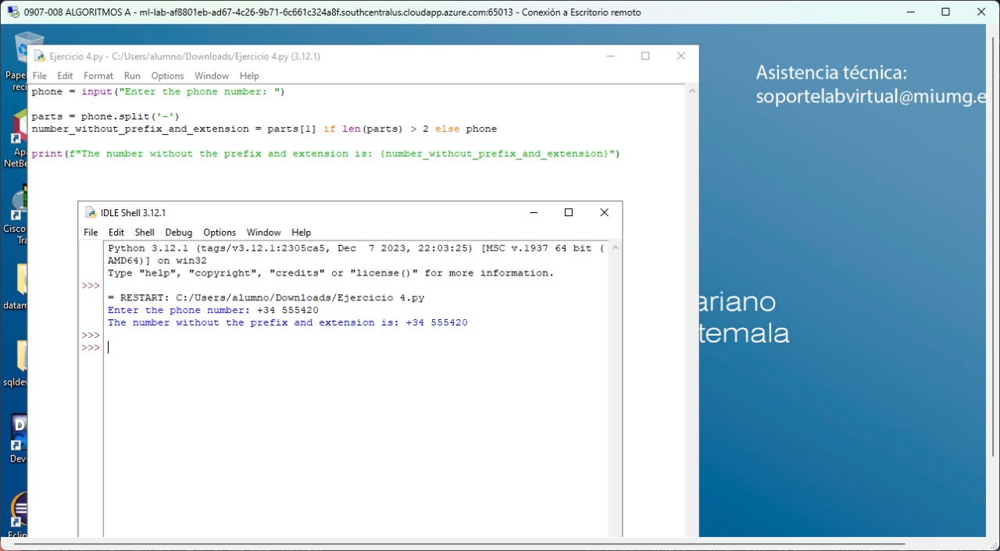 0907-008 ALGORITMOS A - ml-lab-af8801eb-ad67-4c26-9b71-6c661c324a8f.southcentralus.cloudapp.azure.com:65013 - Conexión a Escritorio remoto
Asistencia técnica:
soportelabvirtual@miumg.e
ariano
temala
Pape
reci
Ap
NetBe
Cisco
Tra
datam
sqldev
Dev-
Eclip
Ejercicio 4.py - C:/Users/alumno/Downloads/Ejercicio 4.py (3.12.1)
File Edit Format Run Options Window Help
phone = input("Enter the phone number: ")
parts = phone.split('-')
number_without_prefix_and_extension = parts[1] if len(parts) > 2 else phone
print(f"The number without the prefix and extension is: {number_without_prefix_and_extension}")
IDLE Shell 3.12.1
File Edit Shell Debug Options Window Help
Python 3.12.1 (tags/v3.12.1:2305ca5, Dec  7 2023, 22:03:25) [MSC v.1937 64 bit (
AMD64)] on win32
Type "help", "copyright", "credits" or "license()" for more information.
>>>
= RESTART: C:/Users/alumno/Downloads/Ejercicio 4.py
Enter the phone number: +34 555420
The number without the prefix and extension is: +34 555420
>>>
>>>